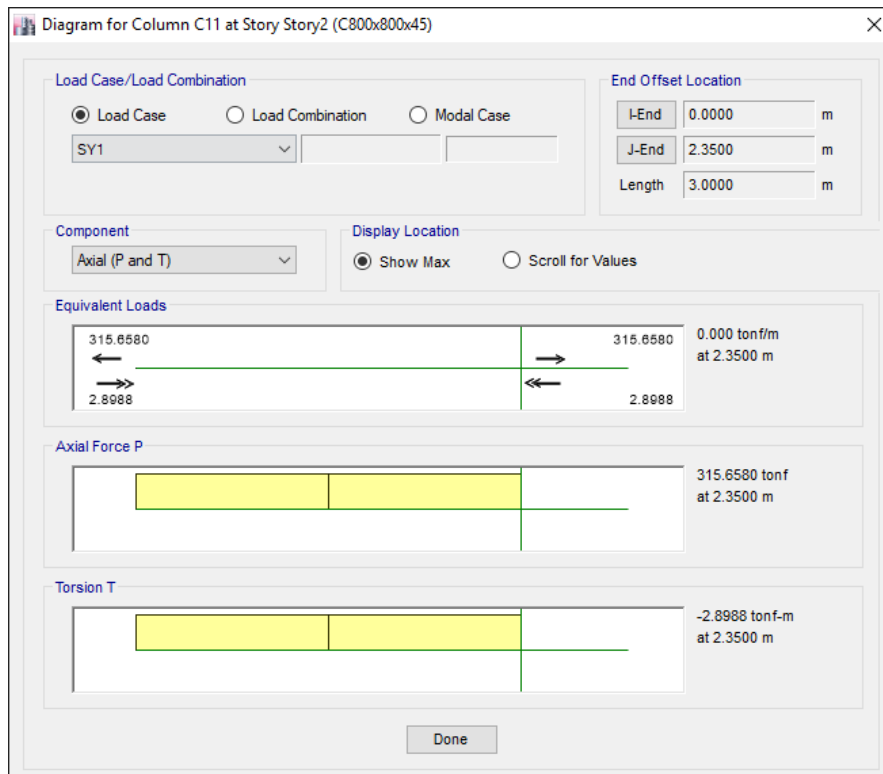 Diagram for Column C11 at Story Story2 (C800x800x45)
Load Case/Load Combination
Load Case Load Combination Modal Case
SY1
End Offset Location
I-End 0.0000 m
J-End 2.3500 m
Length 3.0000 m
Component
Axial (P and T)
Display Location
Show Max Scroll for Values
Equivalent Loads
315.6580 315.6580
2.8988 2.8988
0.000 tonf/m
at 2.3500 m
Axial Force P
315.6580 tonf
at 2.3500 m
Torsion T
-2.8988 tonf-m
at 2.3500 m
Done